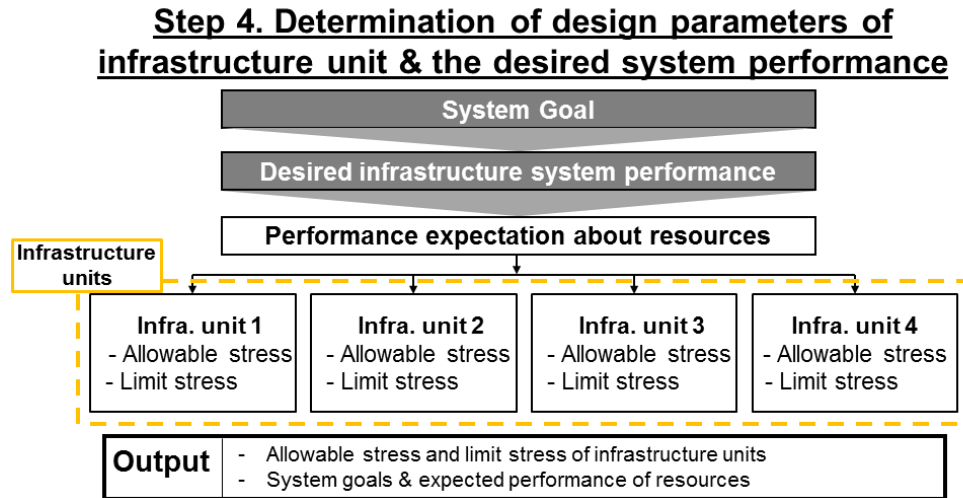 Step 4. Determination of design parameters of
infrastructure unit & the desired system performance
System Goal
Desired infrastructure system performance
Performance expectation about resources
Infrastructure
units
Infra. unit 1
- Allowable stress
- Limit stress
Infra. unit 2
- Allowable stress
- Limit stress
Infra. unit 3
- Allowable stress
- Limit stress
Infra. unit 4
- Allowable stress
- Limit stress
Output
- Allowable stress and limit stress of infrastructure units
- System goals & expected performance of resources